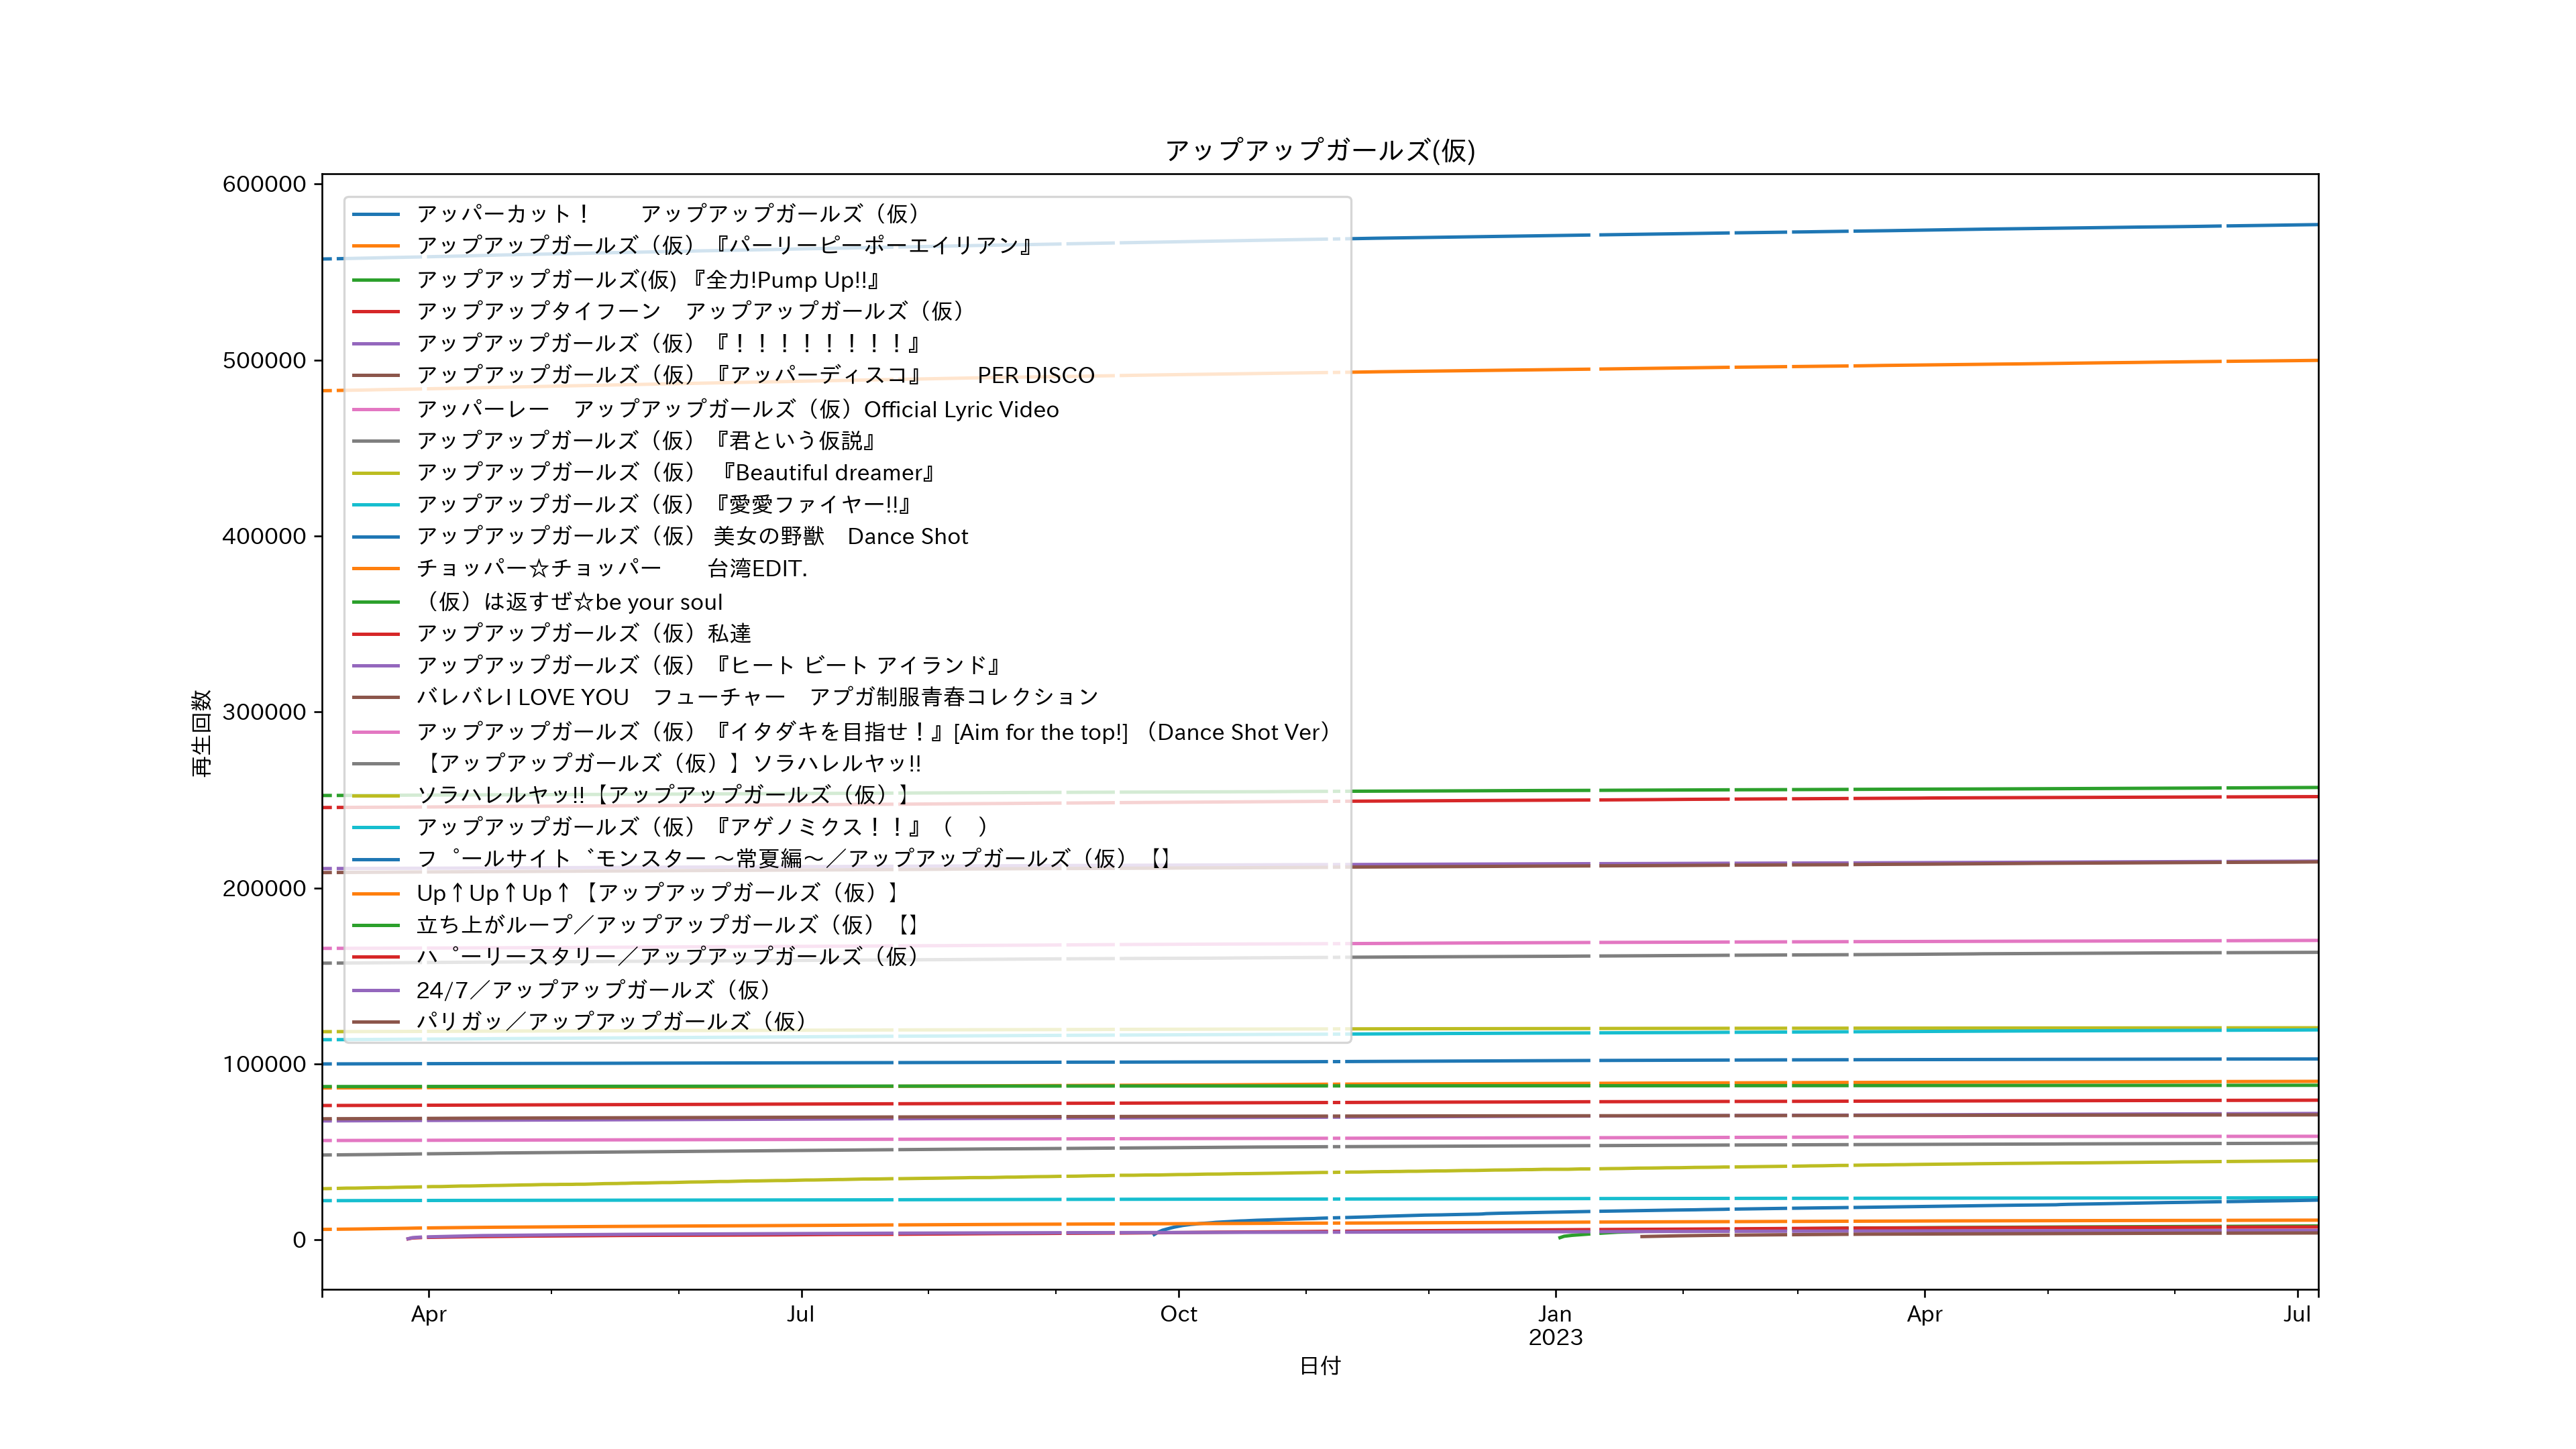 アップアップガールズ(仮)
600000
500000
400000
300000
200000
100000
0
再生回数
アッパーカット！　　アップアップガールズ（仮）
アップアップガールズ（仮）『パーリーピーポーエイリアン』
アップアップガールズ(仮) 『全力!Pump Up!!』
アップアップタイフーン　アップアップガールズ（仮）
アップアップガールズ（仮）『！！！！！！！！』
アップアップガールズ（仮）『アッパーディスコ』　　PER DISCO
アッパーレー　アップアップガールズ（仮）Official Lyric Video
アップアップガールズ（仮）『君という仮説』
アップアップガールズ（仮） 『Beautiful dreamer』
アップアップガールズ（仮）『愛愛ファイヤー!!』
アップアップガールズ（仮） 美女の野獣　Dance Shot
チョッパー☆チョッパー　　台湾EDIT.
（仮）は返すぜ☆be your soul
アップアップガールズ（仮）私達
アップアップガールズ（仮）『ヒート ビート アイランド』
バレバレI LOVE YOU　フューチャー　アプガ制服青春コレクション
アップアップガールズ（仮）『イタダキを目指せ！』[Aim for the top!] （Dance Shot Ver）
【アップアップガールズ（仮）】ソラハレルヤッ!!
ソラハレルヤッ!!【アップアップガールズ（仮）】
アップアップガールズ（仮）『アゲノミクス！！』（　）
フ゜ールサイト゛モンスター ～常夏編～／アップアップガールズ（仮）【】
Up↑Up↑Up↑【アップアップガールズ（仮）】
立ち上がループ／アップアップガールズ（仮）【】
ハ゜ーリースタリー／アップアップガールズ（仮）
24/7／アップアップガールズ（仮）
パリガッ／アップアップガールズ（仮）
Apr
Jul
Oct
Jan
2023
Apr
Jul
日付